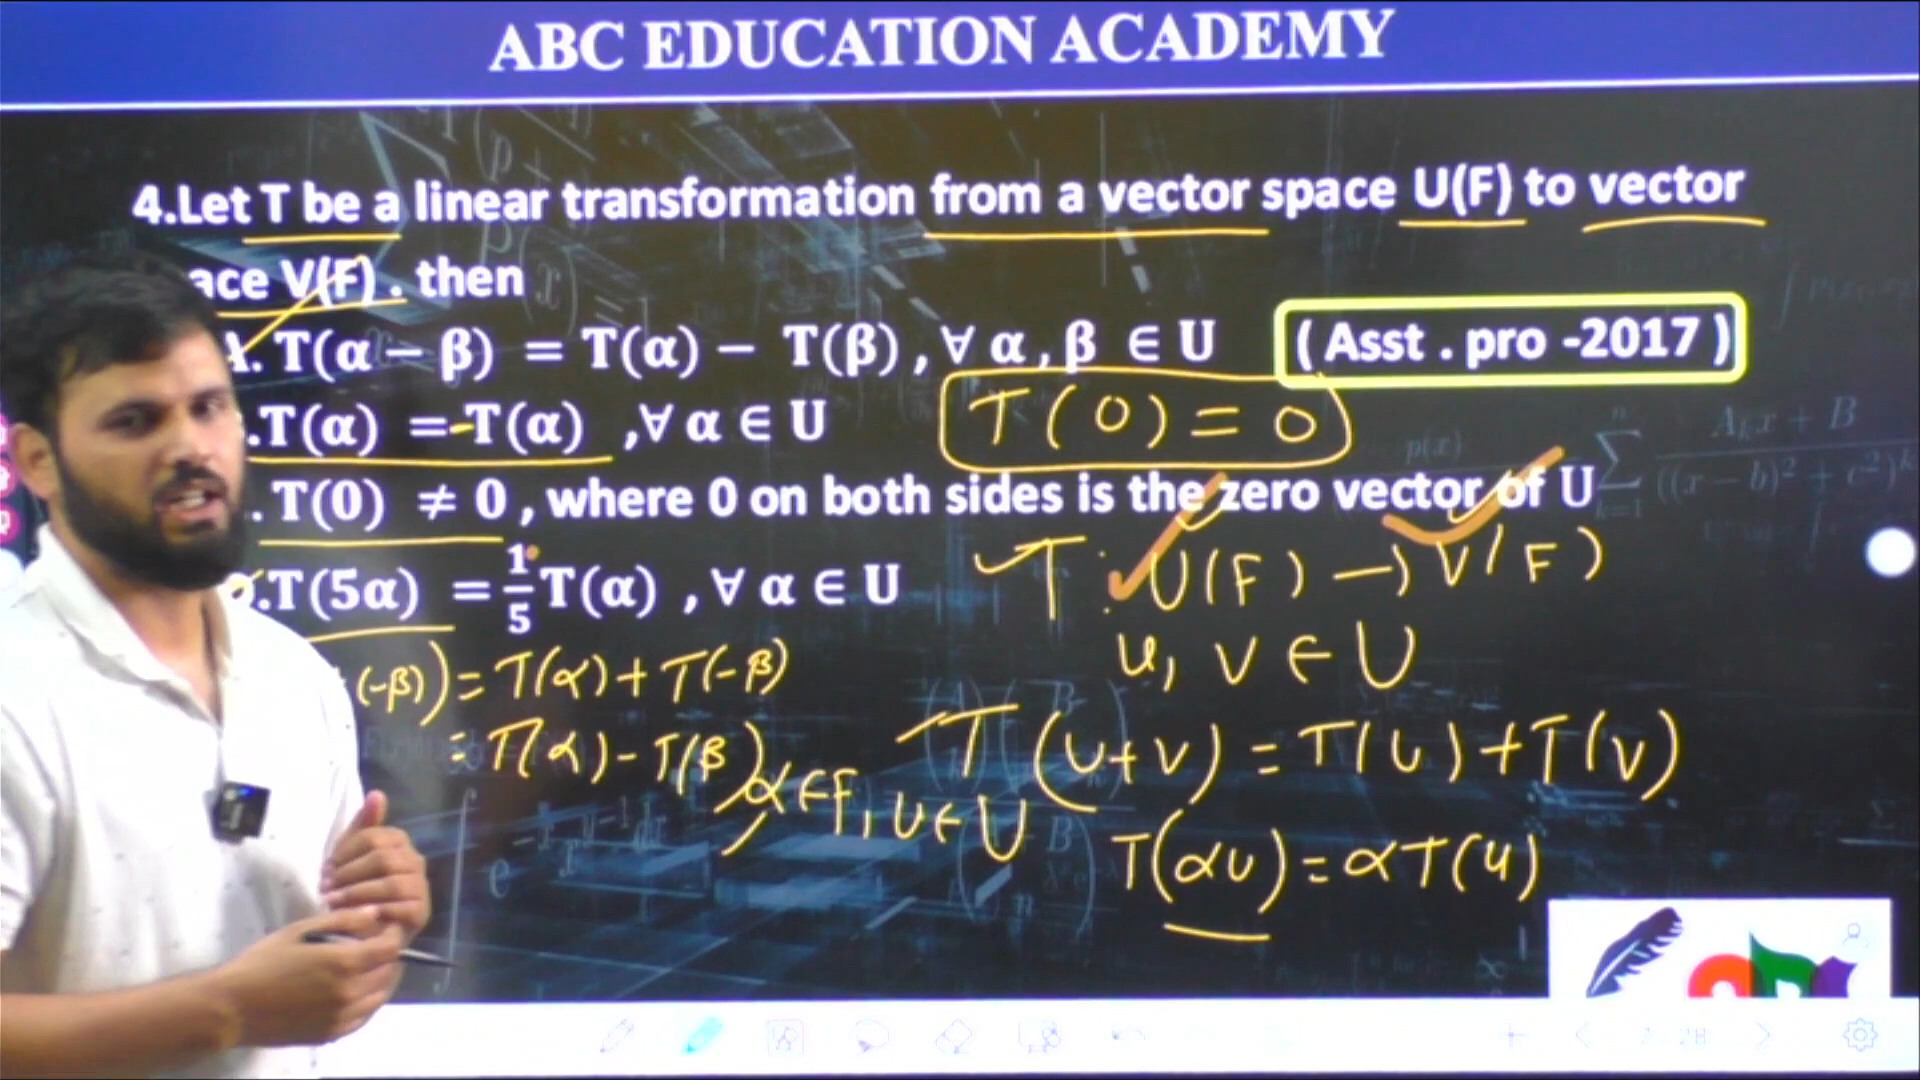 ABC EDUCATION ACADEMY
4.Let T be a linear transformation from a vector space U(F) to vector
ace V(F) . then
A. T(α − β) = T(α) − T(β) , ∀ α , β ∈ U
( Asst . pro -2017 )
.T(α) = -T(α) , ∀ α ∈ U
T(0) = 0
. T(0) ≠ 0 , where 0 on both sides is the zero vector of U
.T(5α) = 1/5 T(α) , ∀ α ∈ U
T : U(F) → V(F)
u, v ∈ U
(-β)) = T(α) + T(-β)
= T(α) - T(β)
T (u+v) = T(u) + T(v)
α ∈ F, u ∈ U
T(αu) = αT(u)